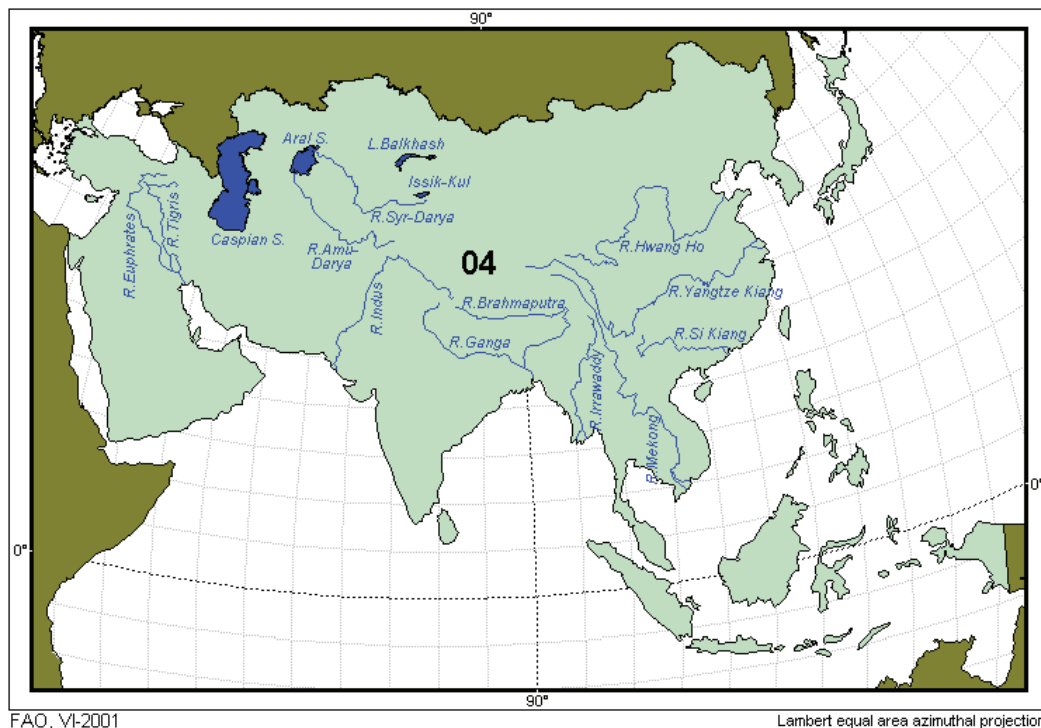 90°
Aral S.
L.Balkhash
Issik-Kul
R.Syr-Darya
R.Tigris
R.Euphrates
Caspian S.
R.Amu-
Darya
R.Hwang Ho
04
R.Indus
R.Yangtze Kiang
R.Brahmaputra
R.Si Kiang
R.Ganga
R.Irrawaddy
R.Mekong
0°
0°
90°
FAO, VI-2001
Lambert equal area azimuthal projection